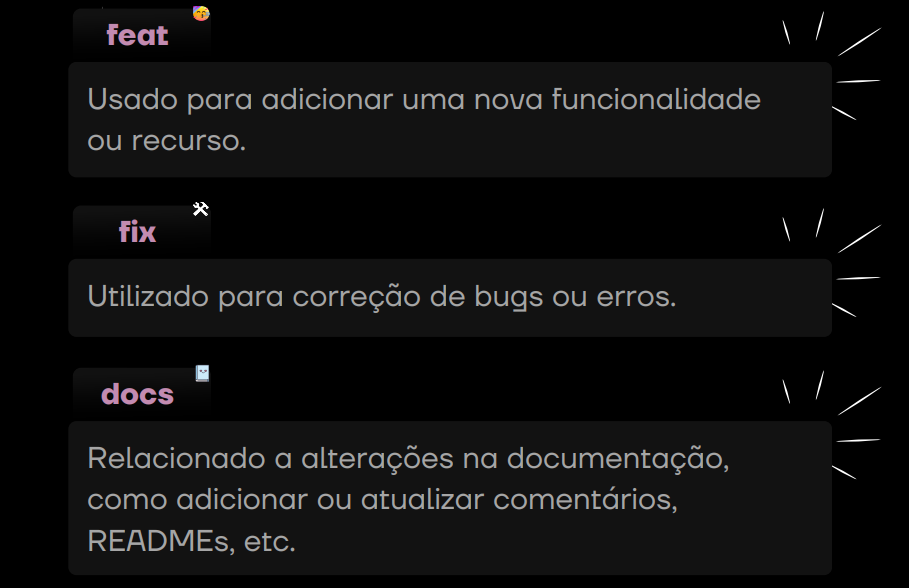 feat
Usado para adicionar uma nova funcionalidade
ou recurso.
fix
Utilizado para correção de bugs ou erros.
docs
Relacionado a alterações na documentação,
como adicionar ou atualizar comentários,
READMEs, etc.